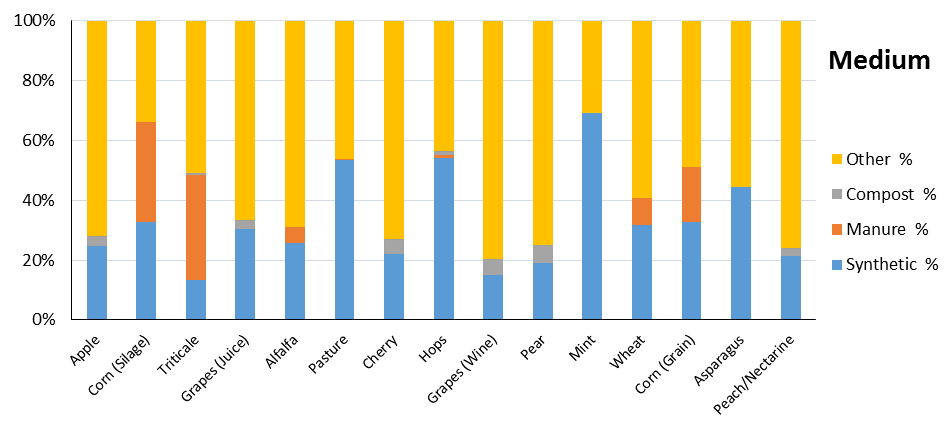 100%
80%
60%
40%
20%
0%
Apple
Corn (Silage)
Triticale
Grapes (Juice)
Alfalfa
Pasture
Cherry
Hops
Grapes (Wine)
Pear
Mint
Wheat
Corn (Grain)
Asparagus
Peach/Nectarine
Medium
Other %
Compost %
Manure %
Synthetic %